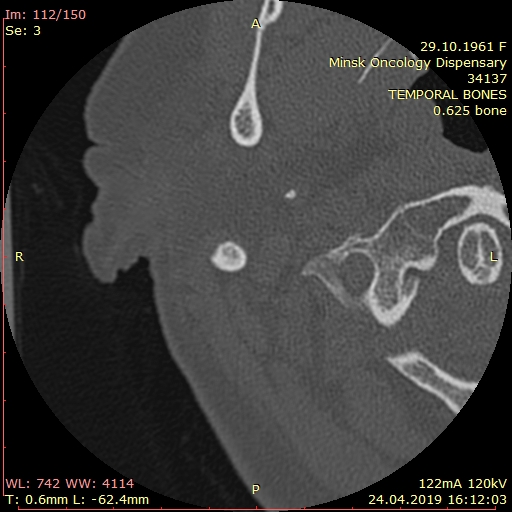 Im: 112/150
Se: 3
A
29.10.1961 F
Minsk Oncology Dispensary
34137
TEMPORAL BONES
0.625 bone
R
L
WL: 742 WW: 4114
T: 0.6mm L: -62.4mm
P
122mA 120kV
24.04.2019 16:12:03